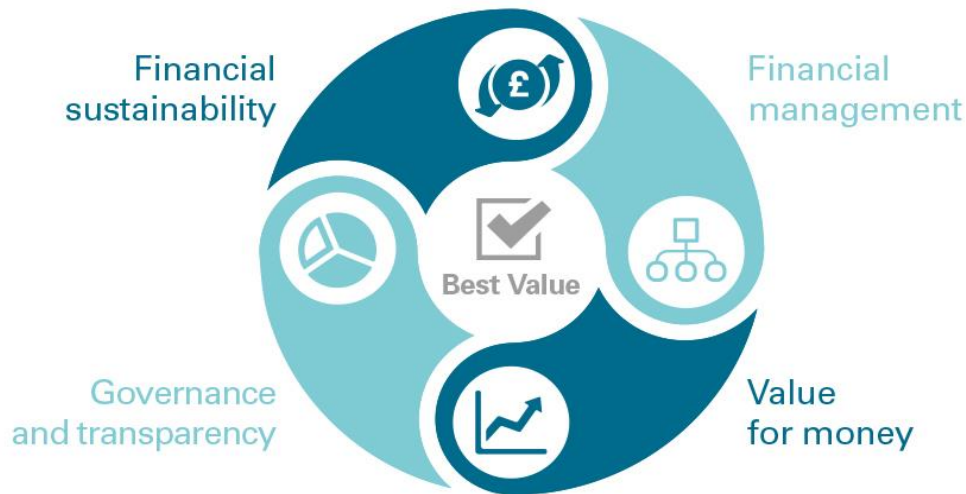 Financial
sustainability
Financial
management
£
Best Value
Governance
and transparency
Value
for money